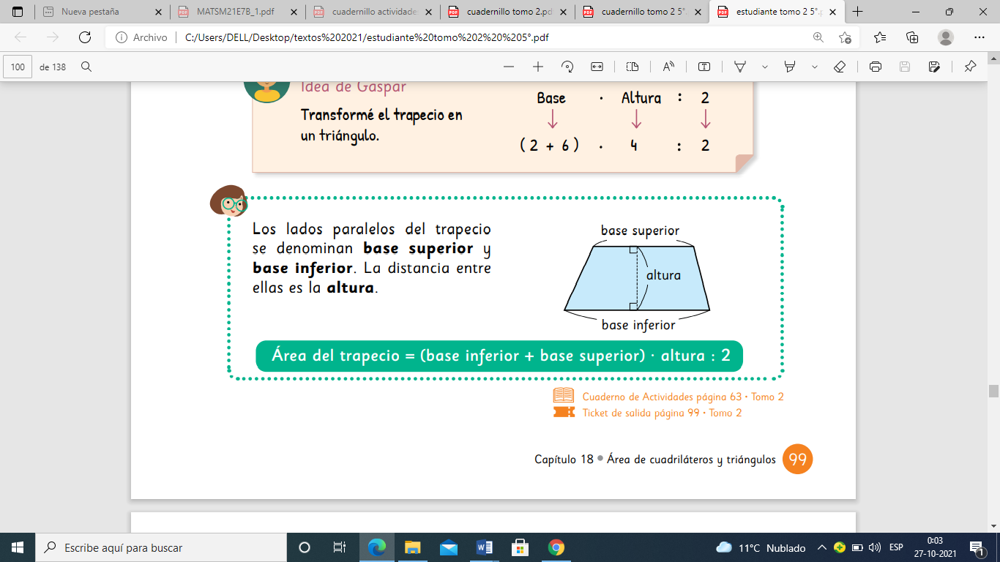 Nueva pestaña
MATSM21E7B_1.pdf
cuadernillo actividades
cuadernillo tomo 2.pd
cuadernillo tomo 2 5°.
estudiante tomo 2 5°.p
Archivo
C:/Users/DELL/Desktop/textos%202021/estudiante%20tomo%202%20%205°.pdf
100 de 138
Idea de Gaspar
Transformé el trapecio en
un triángulo.
Base · Altura : 2
( 2 + 6 ) · 4 : 2
Los lados paralelos del trapecio
se denominan base superior y
base inferior. La distancia entre
ellas es la altura.
base superior
altura
base inferior
Área del trapecio = (base inferior + base superior) · altura : 2
Cuaderno de Actividades página 63 • Tomo 2
Ticket de salida página 99 • Tomo 2
Capítulo 18 • Área de cuadriláteros y triángulos 99
Escribe aquí para buscar
11°C Nublado
ESP
0:03
27-10-2021
1